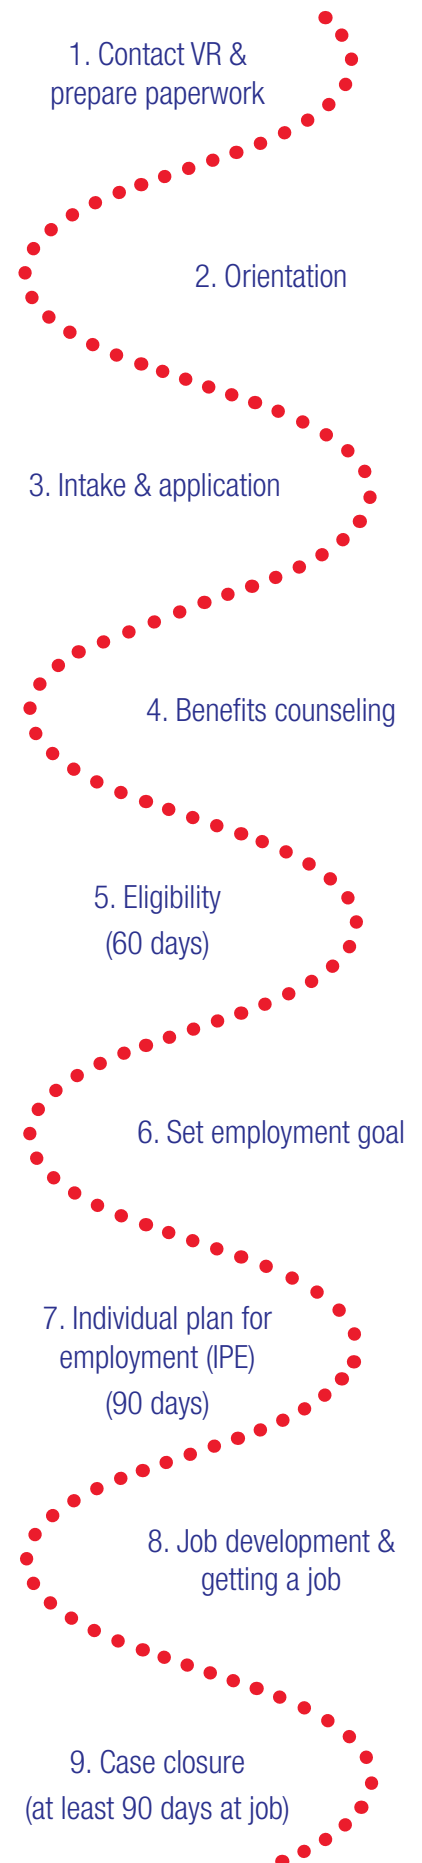 1. Contact VR &
prepare paperwork
2. Orientation
3. Intake & application
4. Benefits counseling
5. Eligibility
(60 days)
6. Set employment goal
7. Individual plan for
employment (IPE)
(90 days)
8. Job development &
getting a job
9. Case closure
(at least 90 days at job)